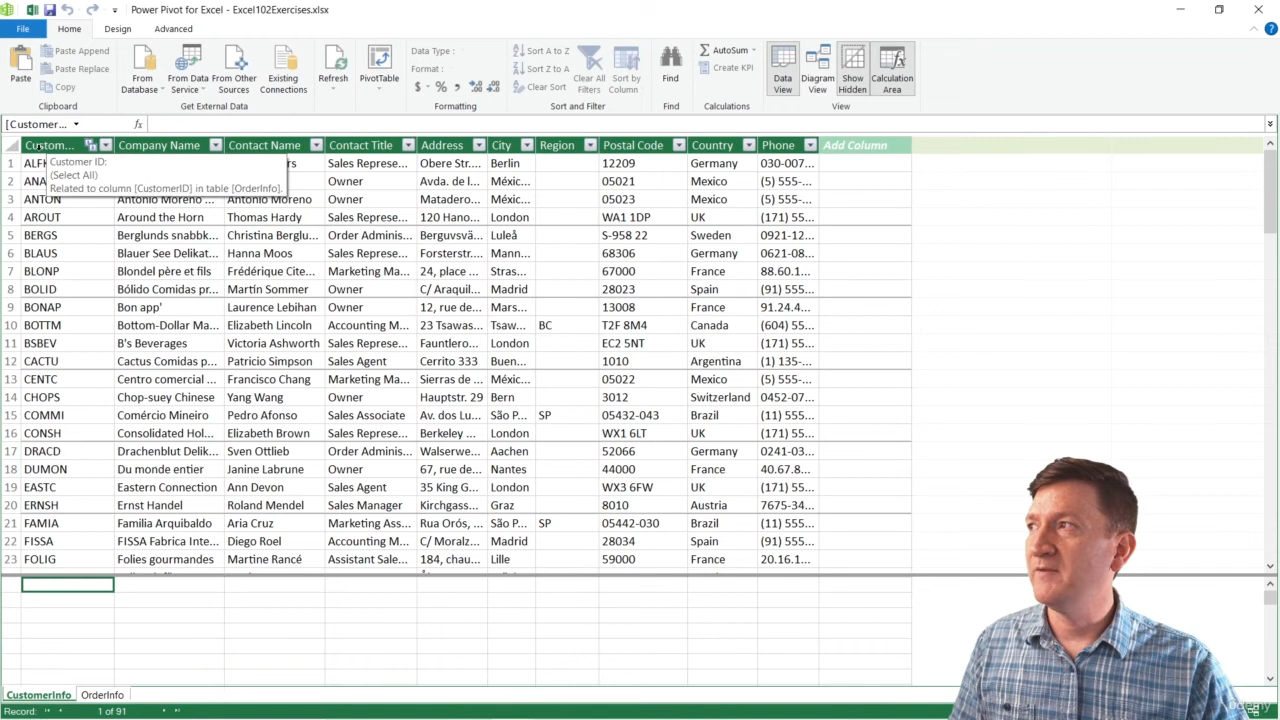 Power Pivot for Excel - Excel102Exercises.xlsx
File Home Design Advanced
Paste
Paste Append
Paste Replace
Copy
From Database
From Data Service
From Other Sources
Existing Connections
Refresh
PivotTable
Data Type :
Format :
$ % ,
Sort A to Z
Sort Z to A
Clear Sort
Clear All Filters
Sort by Column
Find
AutoSum
Create KPI
Data View
Diagram View
Show Hidden
Calculation Area
Clipboard Get External Data Formatting Sort and Filter Find Calculations View
[Customer... fx
Custom... Company Name Contact Name Contact Title Address City Region Postal Code Country Phone Add Column
Customer ID:
(Select All)
Related to column [CustomerID] in table [OrderInfo].
1 ALF rs Sales Represe... Obere Str.... Berlin 12209 Germany 030-007...
2 ANA Owner Avda. de l... Méxic... 05021 Mexico (5) 555-...
3 ANTON Antonio Moreno Antonio Moreno Owner Matadero... Méxic... 05023 Mexico (5) 555-...
4 AROUT Around the Horn Thomas Hardy Sales Represe... 120 Hano... London WA1 1DP UK (171) 55...
5 BERGS Berglunds snabbk... Christina Berglu... Order Adminis... Berguvsvä... Luleå S-958 22 Sweden 0921-12...
6 BLAUS Blauer See Delikat... Hanna Moos Sales Represe... Forsterstr.... Mann... 68306 Germany 0621-08...
7 BLONP Blondel père et fils Frédérique Cite... Marketing Ma... 24, place ... Stras... 67000 France 88.60.1...
8 BOLID Bólido Comidas pr... Martín Sommer Owner C/ Araquil... Madrid 28023 Spain (91) 555...
9 BONAP Bon app' Laurence Lebihan Owner 12, rue de... Mars... 13008 France 91.24.4...
10 BOTTM Bottom-Dollar Ma... Elizabeth Lincoln Accounting M... 23 Tsawas... Tsaw... BC T2F 8M4 Canada (604) 55...
11 BSBEV B's Beverages Victoria Ashworth Sales Represe... Fauntlero... London EC2 5NT UK (171) 55...
12 CACTU Cactus Comidas p... Patricio Simpson Sales Agent Cerrito 333 Buen... 1010 Argentina (1) 135-...
13 CENTC Centro comercial ... Francisco Chang Marketing Ma... Sierras de ... Méxic... 05022 Mexico (5) 555-...
14 CHOPS Chop-suey Chinese Yang Wang Owner Hauptstr. 29 Bern 3012 Switzerland 0452-07...
15 COMMI Comércio Mineiro Pedro Afonso Sales Associate Av. dos Lu... São P... SP 05432-043 Brazil (11) 555...
16 CONSH Consolidated Hol... Elizabeth Brown Sales Represe... Berkeley ... London WX1 6LT UK (171) 55...
17 DRACD Drachenblut Delik... Sven Ottlieb Order Adminis... Walserwe... Aachen 52066 Germany 0241-03...
18 DUMON Du monde entier Janine Labrune Owner 67, rue de... Nantes 44000 France 40.67.8...
19 EASTC Eastern Connection Ann Devon Sales Agent 35 King G... London WX3 6FW UK (171) 55...
20 ERNSH Ernst Handel Roland Mendel Sales Manager Kirchgass... Graz 8010 Austria 7675-34...
21 FAMIA Familia Arquibaldo Aria Cruz Marketing Ass... Rua Orós, ... São P... SP 05442-030 Brazil (11) 555...
22 FISSA FISSA Fabrica Inte... Diego Roel Accounting M... C/ Moralz... Madrid 28034 Spain (91) 555...
23 FOLIG Folies gourmandes Martine Rancé Assistant Sale... 184, chau... Lille 59000 France 20.16.1...
CustomerInfo OrderInfo
Record: 1 of 91
Udemy